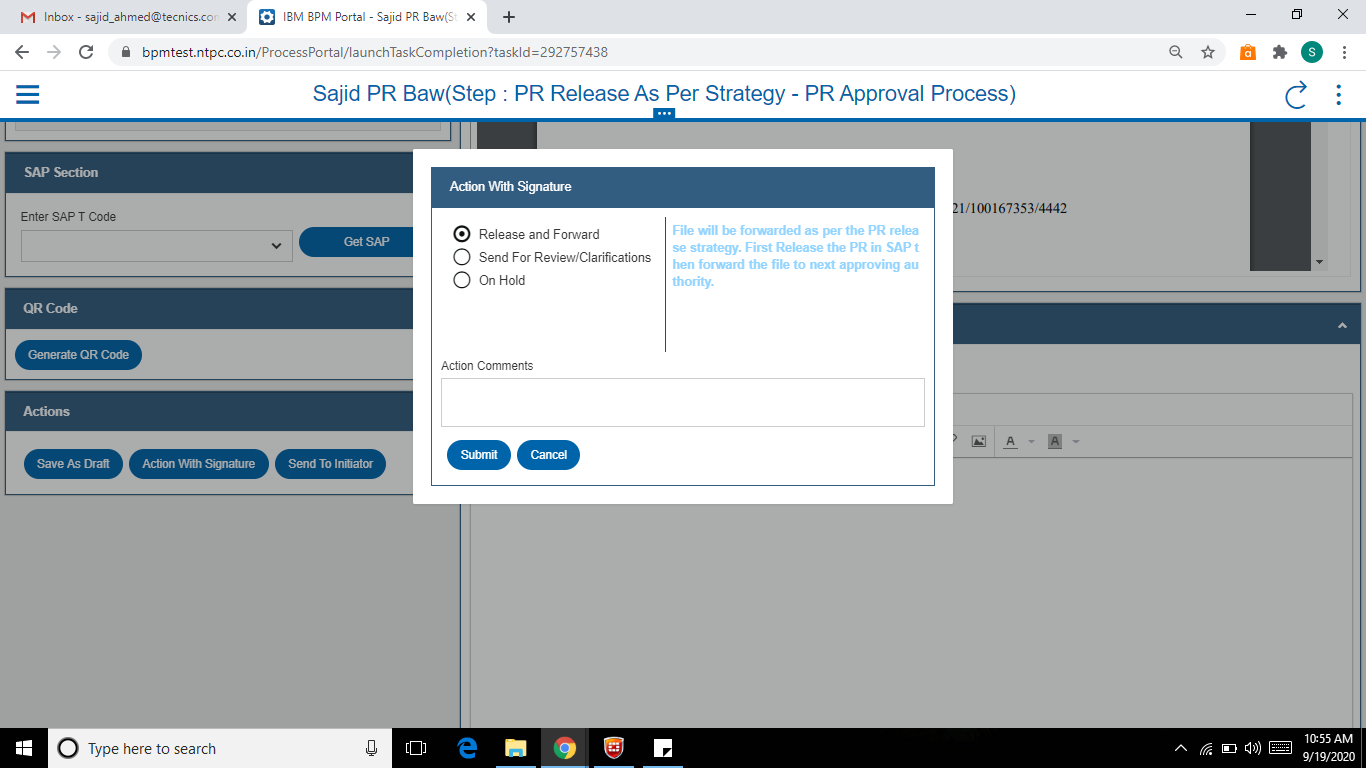 Inbox - sajid_ahmed@tecnics.con
IBM BPM Portal - Sajid PR Baw(St
bpmtest.ntpc.co.in/ProcessPortal/launchTaskCompletion?taskId=292757438
S
Sajid PR Baw(Step : PR Release As Per Strategy - PR Approval Process)
SAP Section
Enter SAP T Code
Get SAP
QR Code
Generate QR Code
Actions
Save As Draft
Action With Signature
Send To Initiator
21/100167353/4442
Action With Signature
Release and Forward
Send For Review/Clarifications
On Hold
File will be forwarded as per the PR relea
se strategy. First Release the PR in SAP t
hen forward the file to next approving au
thority.
Action Comments
Submit
Cancel
A
A
Type here to search
10:55 AM
9/19/2020